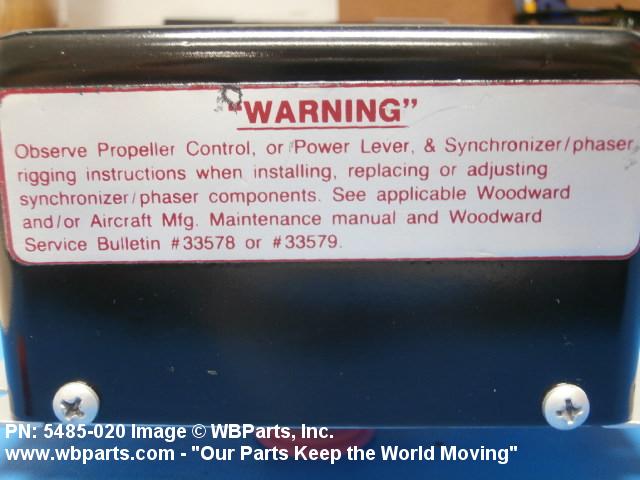 "WARNING"
Observe Propeller Control, or Power Lever, & Synchronizer/phaser
rigging instructions when installing, replacing or adjusting
synchronizer/phaser components. See applicable Woodward
and/or Aircraft Mfg. Maintenance manual and Woodward
Service Bulletin #33578 or #33579.
PN: 5485-020 Image © WBParts, Inc.
www.wbparts.com - "Our Parts Keep the World Moving"